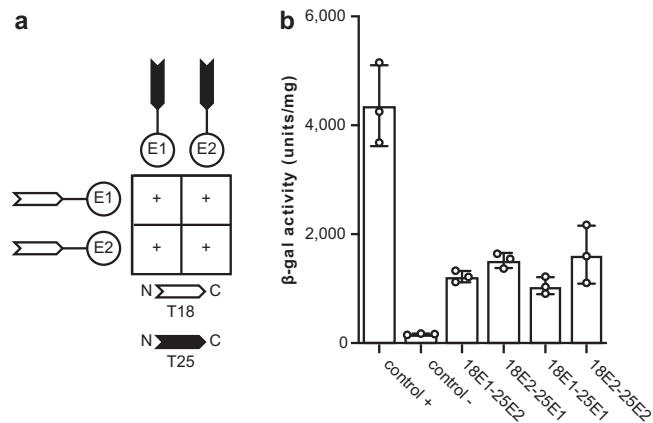 a
E1 E2
E1 + +
E2 + +
N C
T18
N C
T25
b
β-gal activity (units/mg)
6,000
4,000
2,000
0
control +
control -
18E1-25E2
18E2-25E1
18E1-25E1
18E2-25E2